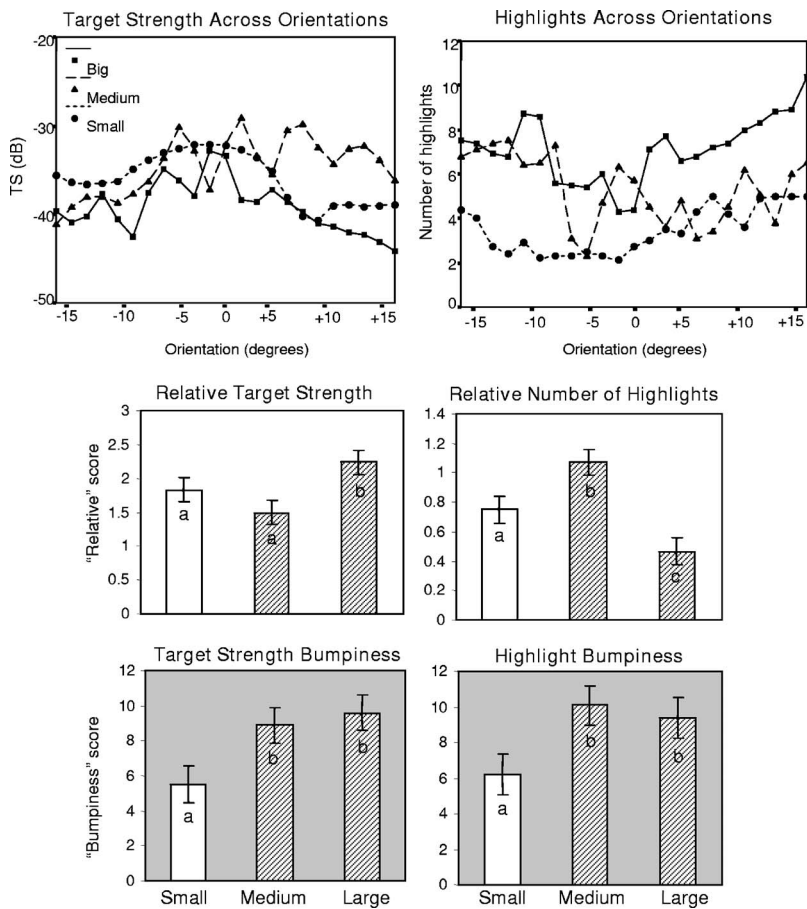 Target Strength Across Orientations
-20
-30
-40
-50
TS (dB)
Big
Medium
Small
-15 -10 -5 0 +5 +10 +15
Orientation (degrees)
Highlights Across Orientations
12
10
8
6
4
2
0
Number of highlights
-15 -10 -5 0 +5 +10 +15
Orientation (degrees)
Relative Target Strength
3
2.5
2
1.5
1
0.5
0
"Relative" score
a a b
Relative Number of Highlights
1.4
1.2
1
0.8
0.6
0.4
0.2
0
a b c
Target Strength Bumpiness
12
10
8
6
4
2
0
"Bumpiness" score
a b b
Small Medium Large
Highlight Bumpiness
12
10
8
6
4
2
0
a b b
Small Medium Large